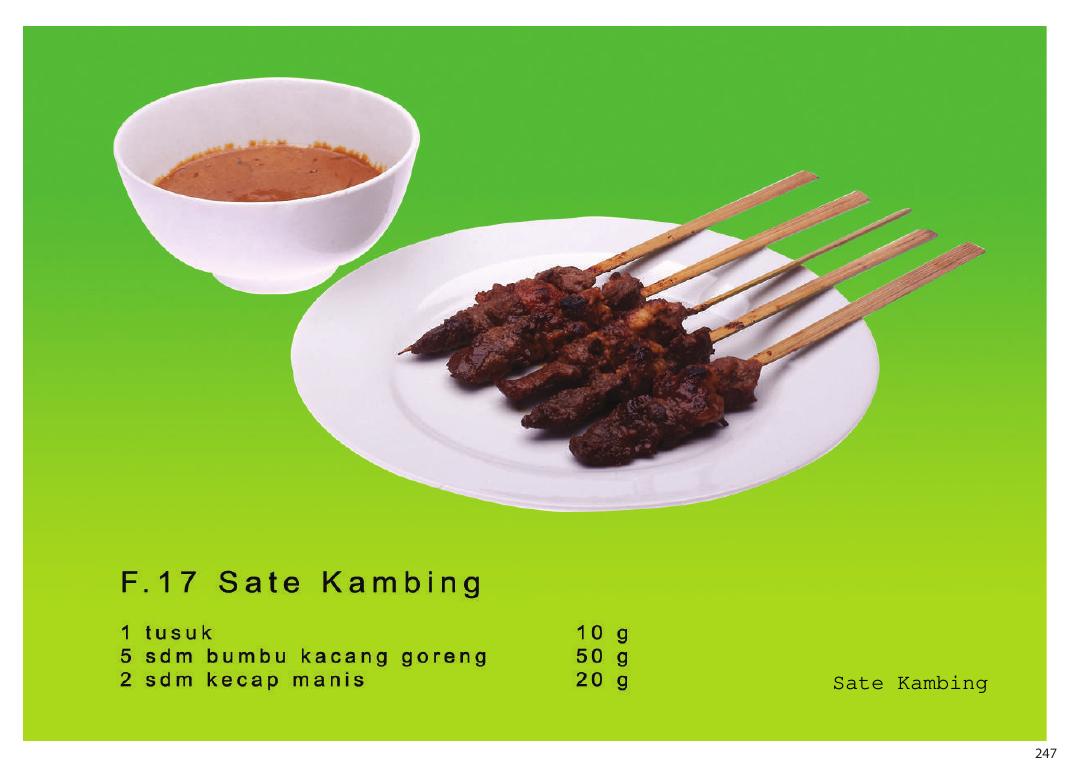 F.17 Sate Kambing
1 tusuk 10 g
5 sdm bumbu kacang goreng 50 g
2 sdm kecap manis 20 g
Sate Kambing
247